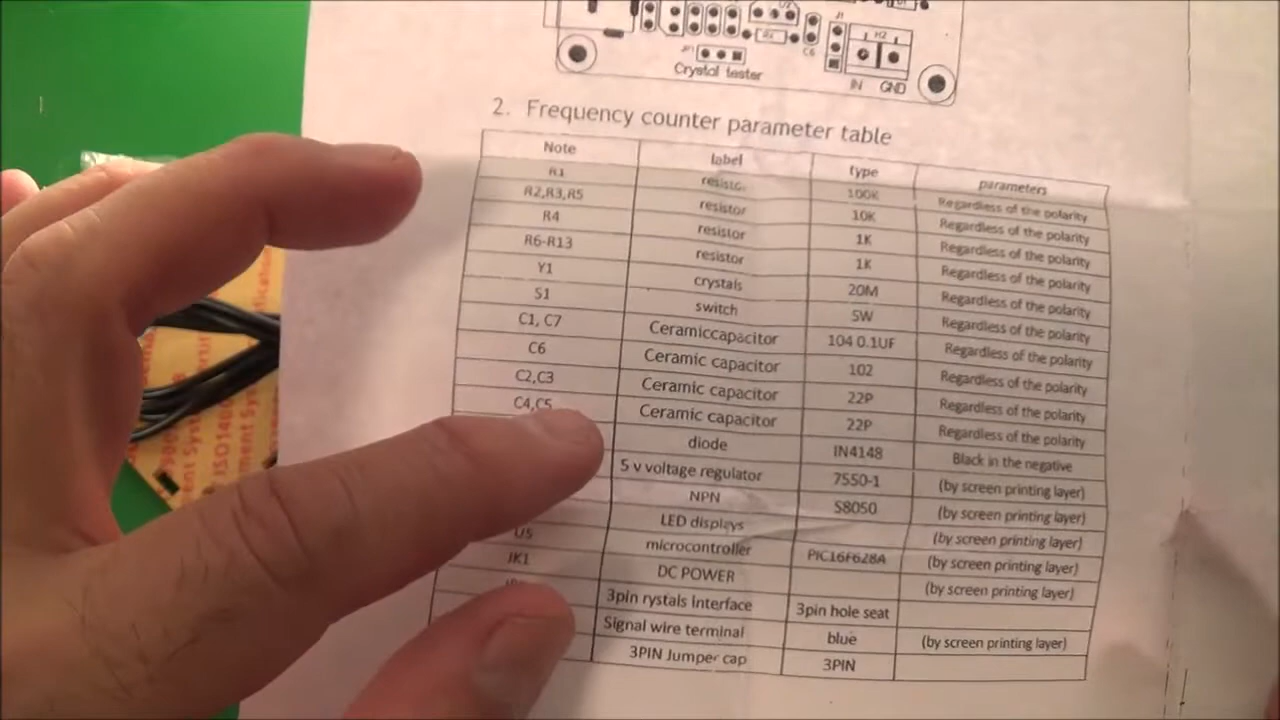 J1
H2
R1
C6
JP1
Crystal tester
IN GND
2. Frequency counter parameter table
Note label type parameters
R1 resistor 100K Regardless of the polarity
R2,R3,R5 resistor 10K Regardless of the polarity
R4 resistor 1K Regardless of the polarity
R6-R13 resistor 1K Regardless of the polarity
Y1 crystals 20M Regardless of the polarity
S1 switch 5W Regardless of the polarity
C1, C7 Ceramiccapacitor 104 0.1UF Regardless of the polarity
C6 Ceramic capacitor 102 Regardless of the polarity
C2,C3 Ceramic capacitor 22P Regardless of the polarity
C4,C5 Ceramic capacitor 22P Regardless of the polarity
diode IN4148 Black in the negative
5 v voltage regulator 7550-1 (by screen printing layer)
NPN S8050 (by screen printing layer)
LED displays (by screen printing layer)
U5 microcontroller PIC16F628A (by screen printing layer)
JK1 DC POWER (by screen printing layer)
3pin rystals Interface 3pin hole seat
Signal wire terminal blue (by screen printing layer)
3PIN Jumper cap 3PIN